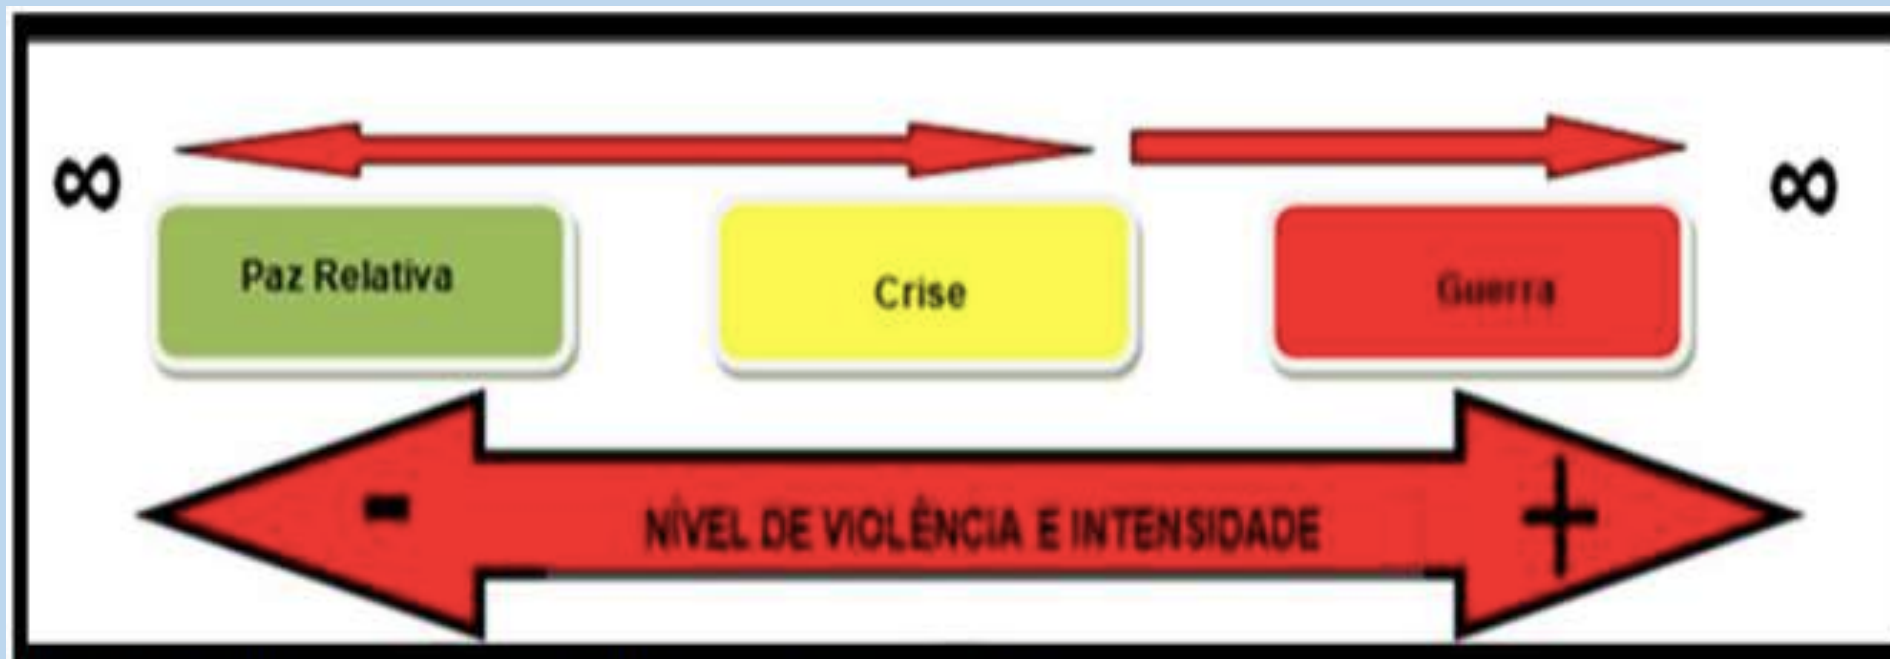 ∞
∞
Paz Relativa
Crise
Guerra
-
NÍVEL DE VIOLÊNCIA E INTENSIDADE
+